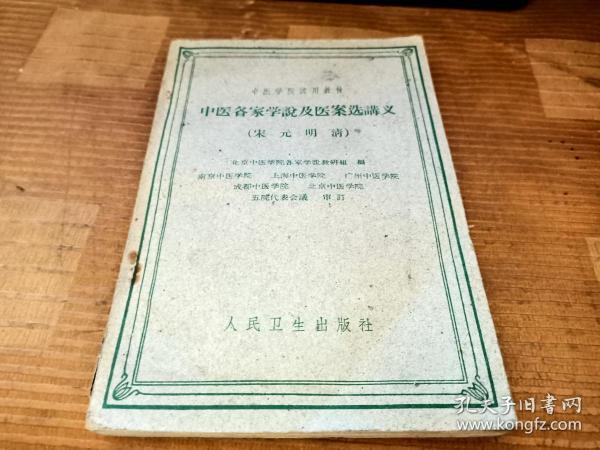 中医学院試用教材
中医各家学說及医案选講义
(宋元明清)
北京中医学院各家学說教研組 編
南京中医学院 上海中医学院 广州中医学院
成都中医学院 北京中医学院
五院代表会議 审訂
人民卫生出版社
孔夫子旧书网
www.kongfz.com